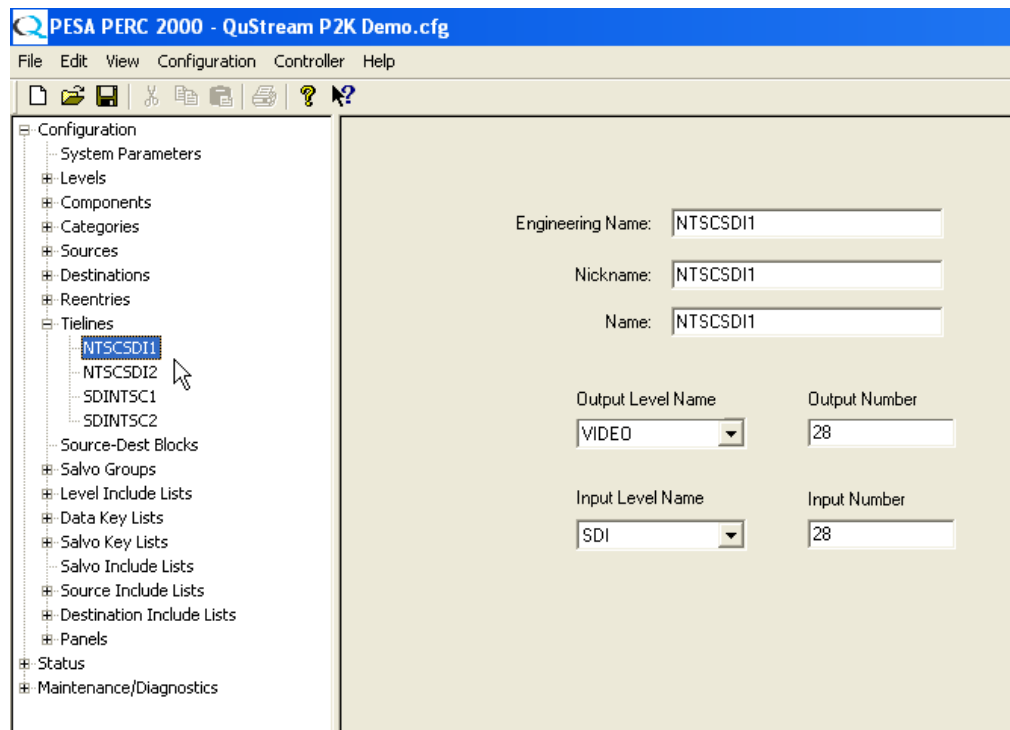 PESA PERC 2000 - QuStream P2K Demo.cfg
File Edit View Configuration Controller Help
Configuration
System Parameters
Levels
Components
Categories
Sources
Destinations
Reentries
Tielines
NTSCSDI1
NTSCSDI2
SDINTSC1
SDINTSC2
Source-Dest Blocks
Salvo Groups
Level Include Lists
Data Key Lists
Salvo Key Lists
Salvo Include Lists
Source Include Lists
Destination Include Lists
Panels
Status
Maintenance/Diagnostics
Engineering Name: NTSCSDI1
Nickname: NTSCSDI1
Name: NTSCSDI1
Output Level Name Output Number
VIDEO 28
Input Level Name Input Number
SDI 28